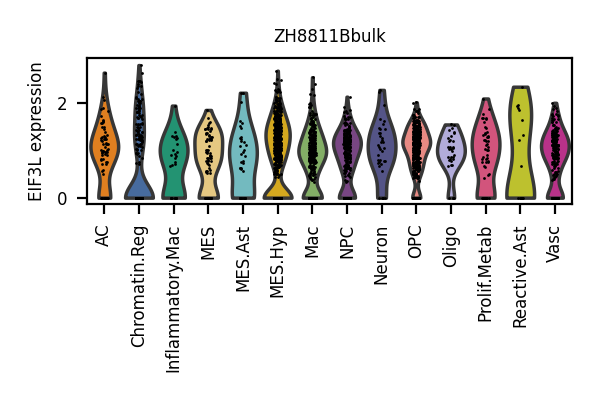 ZH8811Bbulk
EIF3L expression
2
0
AC
Chromatin.Reg
Inflammatory.Mac
MES
MES.Ast
MES.Hyp
Mac
NPC
Neuron
OPC
Oligo
Prolif.Metab
Reactive.Ast
Vasc